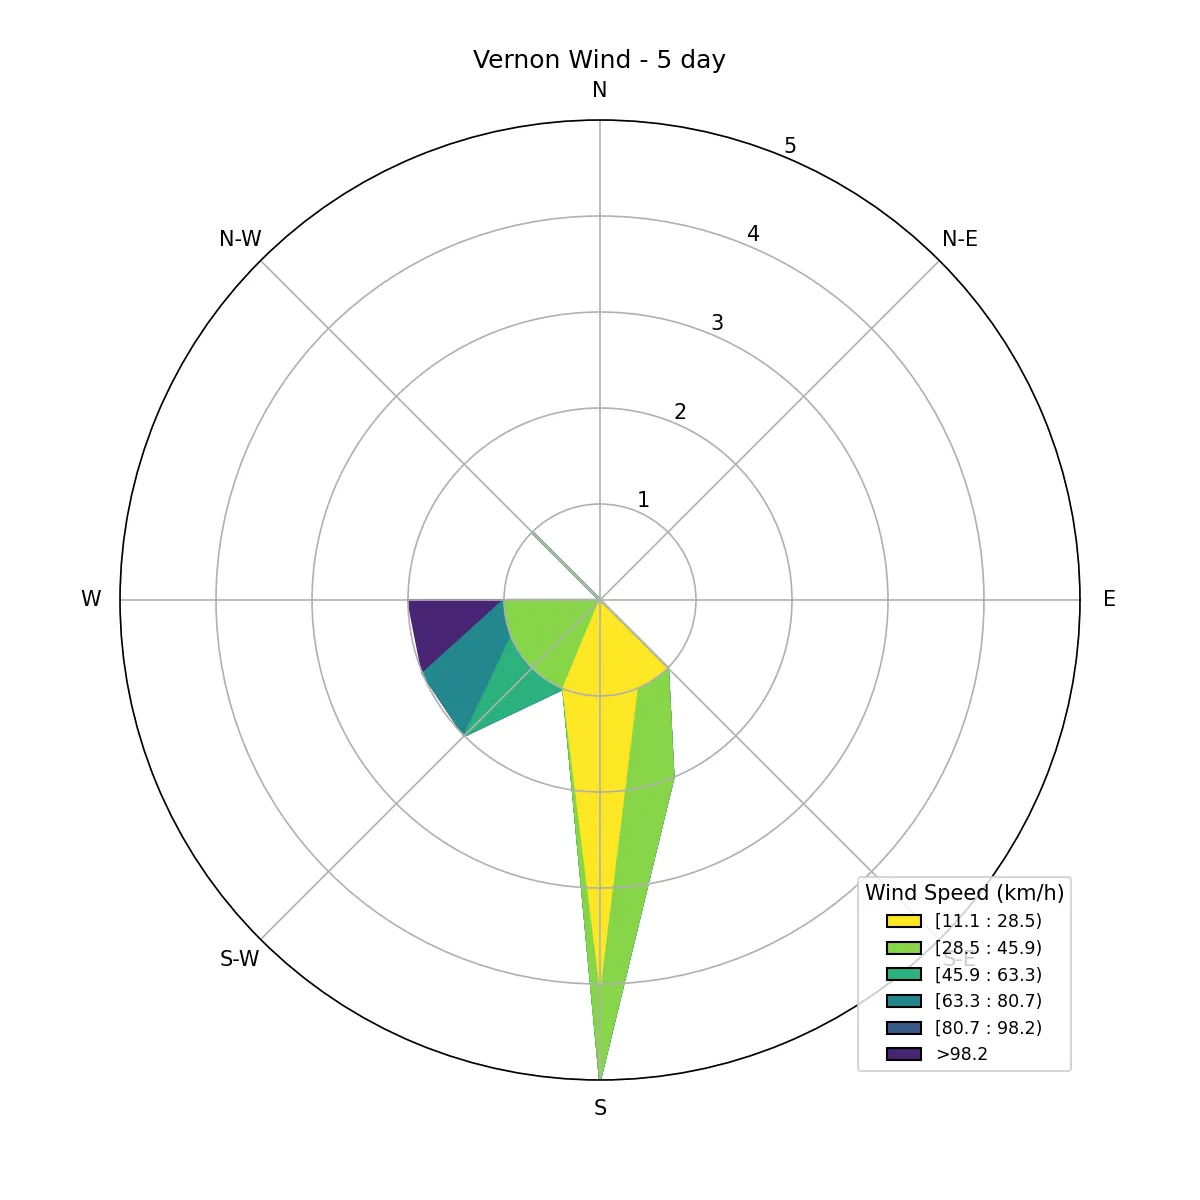 Vernon Wind - 5 day
N
5
N-W
N-E
4
3
2
1
W
E
Wind Speed (km/h)
[11.1 : 28.5)
[28.5 : 45.9)
S-W
S-E
[45.9 : 63.3)
[63.3 : 80.7)
[80.7 : 98.2)
>98.2
S